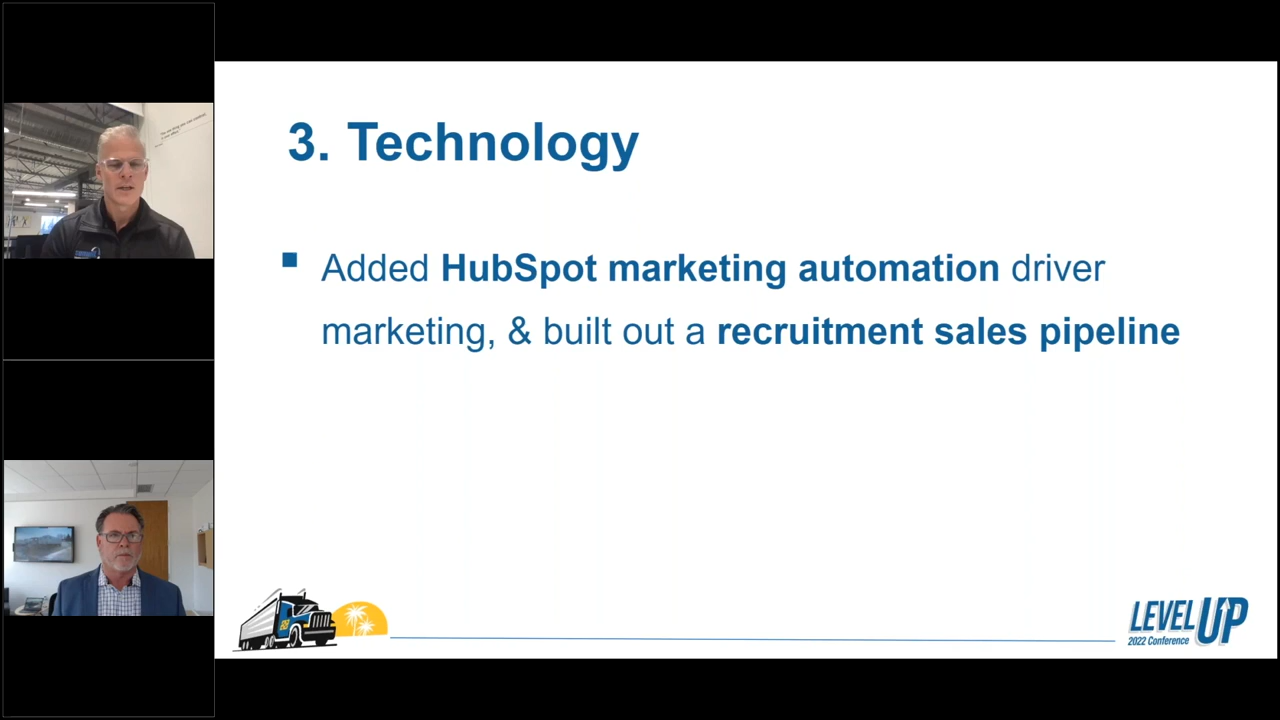 3. Technology
▪ Added HubSpot marketing automation driver
marketing, & built out a recruitment sales pipeline
LEVEL UP
2022 Conference